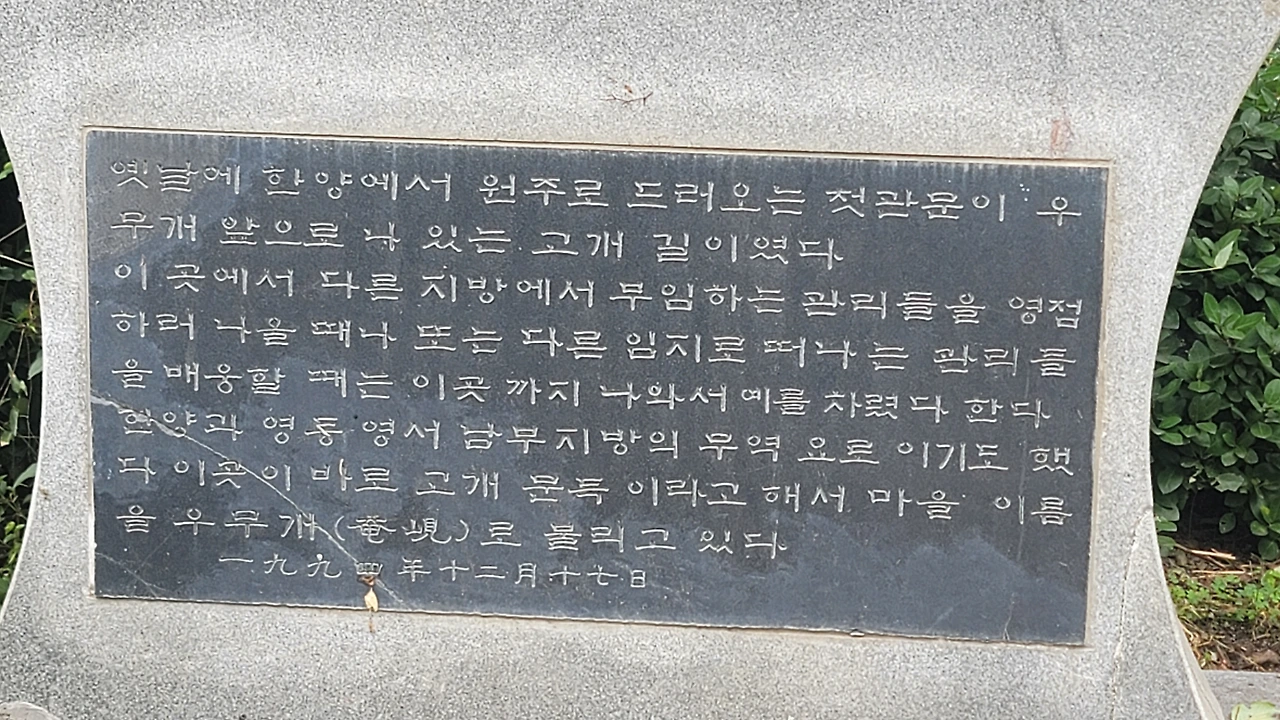 옛날에 한양에서 원주로 드러오는 첫관문이 우
무개 앞으로 나 있는 고개 길이였다
이 곳에서 다른 지방에서 부임하는 관리들을 영접
하러 나올 때나 또는 다른 임지로 떠나는 관리들
을 배웅할 때는 이곳 까지 나와서 예를 차렸다 한다
한양과 영동 영서 남부지방의 무역 요로 이기도 했
다 이곳이 바로 고개 문득 이라고 해서 마을 이름
을 우무개(奄峴)로 불리고 있다
一九九四年十二月十七日